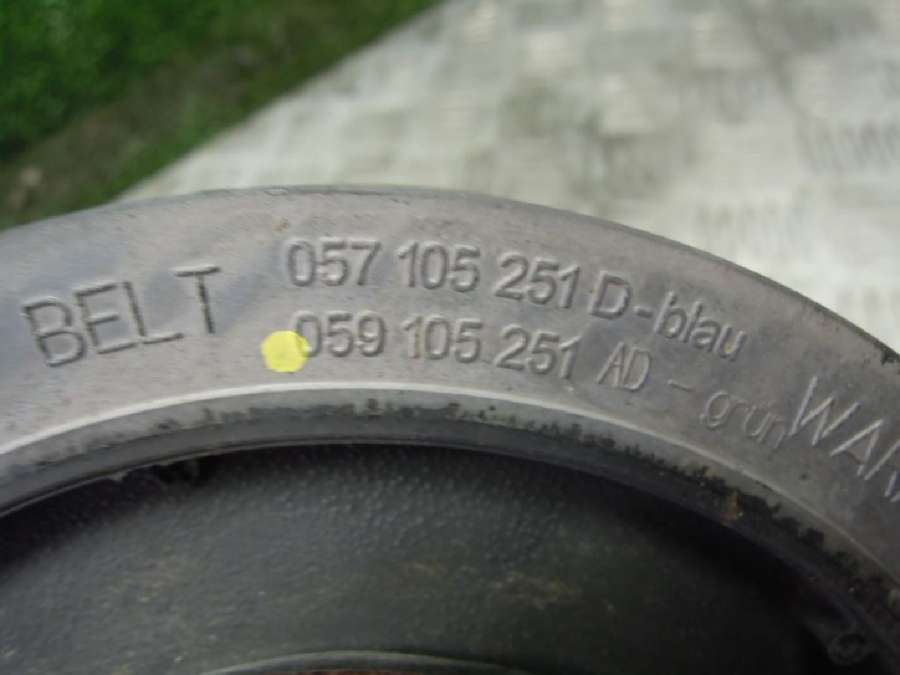 BELT
057 105 251 D-blau
059 105 251 AD - grun